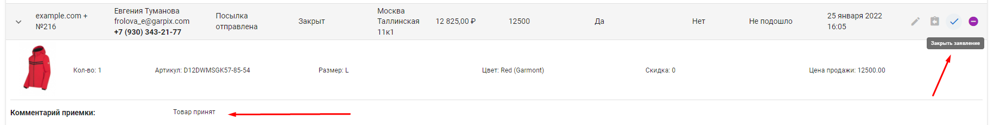 example.com +
№216
Евгения Туманова
frolova_e@garpix.com
+7 (930) 343-21-77
Посылка
отправлена
Закрыт
Москва
Таллинская
11к1
12 825,00 ₽
12500
Да
Нет
Не подошло
25 января 2022
16:05
Закрыть заявление
Кол-во: 1
Артикул: D12DWMSGK57-85-54
Размер: L
Цвет: Red (Garmont)
Скидка: 0
Цена продажи: 12500.00
Комментарий приемки:
Товар принят